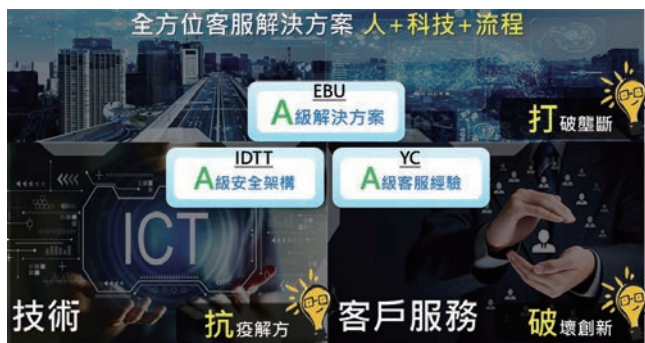 全方位客服解決方案 人+科技+流程
EBU
A級解決方案
打破壟斷
IDTT
A級安全架構
YC
A級客服經驗
ICT
技術
抗疫解方
客戶服務
破壞創新